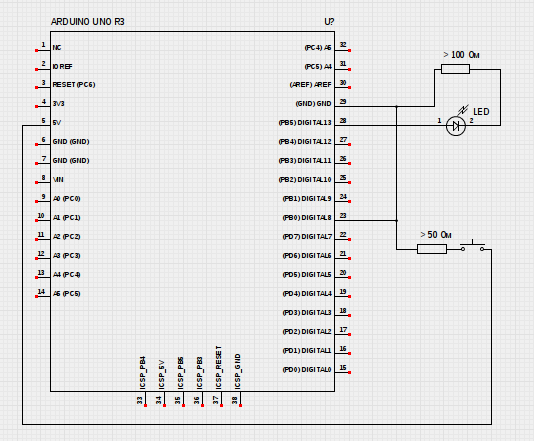 ARDUINO UNO R3 U?
1 NC (PC4) A5 32
2 IOREF (PC5) A4 31
3 RESET (PC6) (AREF) AREF 30
4 3V3 (GND) GND 29
5 5V (PB5) DIGITAL13 28
6 GND (GND) (PB4) DIGITAL12 27
7 GND (GND) (PB3) DIGITAL11 26
8 VIN (PB2) DIGITAL10 25
9 A0 (PC0) (PB1) DIGITAL9 24
10 A1 (PC1) (PB0) DIGITAL8 23
11 A2 (PC2) (PD7) DIGITAL7 22
12 A3 (PC3) (PD6) DIGITAL6 21
13 A4 (PC4) (PD5) DIGITAL5 20
14 A5 (PC5) (PD4) DIGITAL4 19
(PD3) DIGITAL3 18
(PD2) DIGITAL2 17
(PD1) DIGITAL1 16
(PD0) DIGITAL0 15
ICSP_PB4 33
ICSP_5V 34
ICSP_PB5 35
ICSP_PB3 36
ICSP_RESET 37
ICSP_GND 38
> 100 Ом
LED
1 2
> 50 Ом